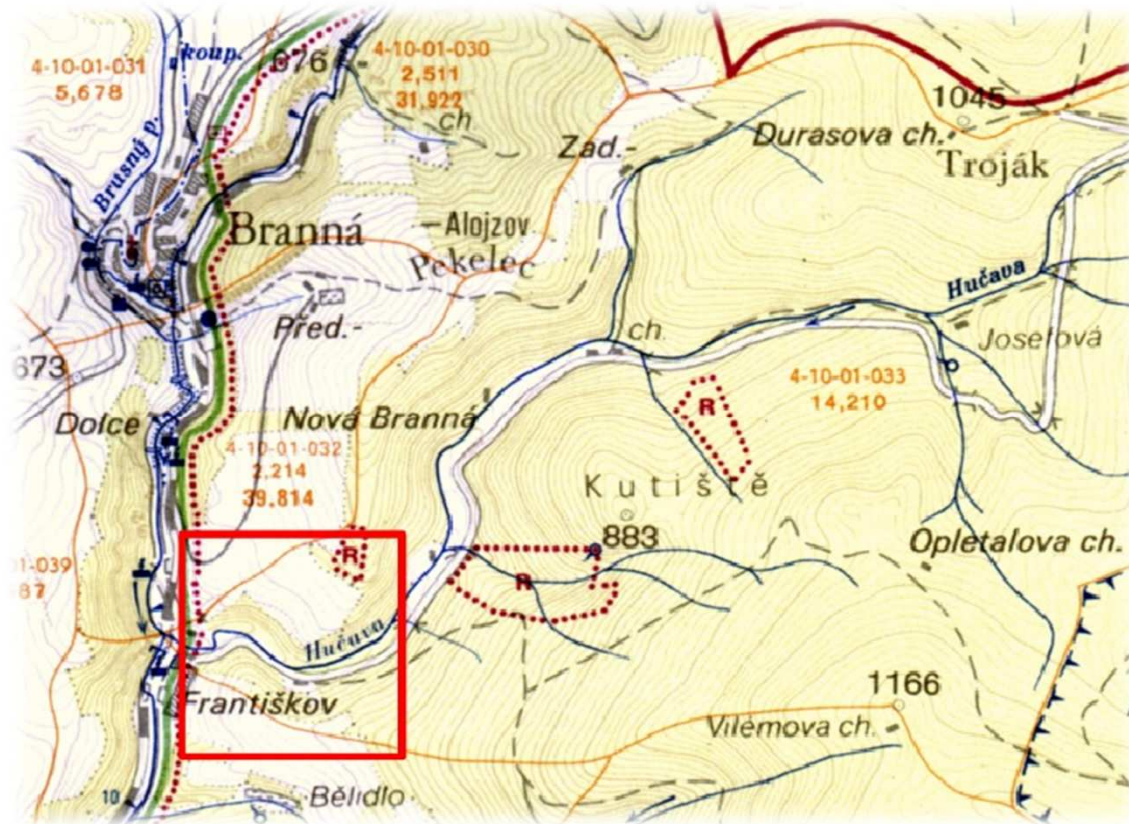 koup.
676
4-10-01-030
2,511
31,922
4-10-01-031
5,678
ch.
Brusný p.
Zad.-
1045
Durasova ch.
Troják
Branná
Alojzov
Pekelec
Hučava
Před.-
ch.
Josefová
673
4-10-01-033
14,210
R
Nová Branná
Dolce
4-10-01-032
2,214
39,814
Kutiště
883
Opletalova ch.
R
R
01-039
87
Hučava
Františkov
1166
Vilémova ch.
10
Bělidlo